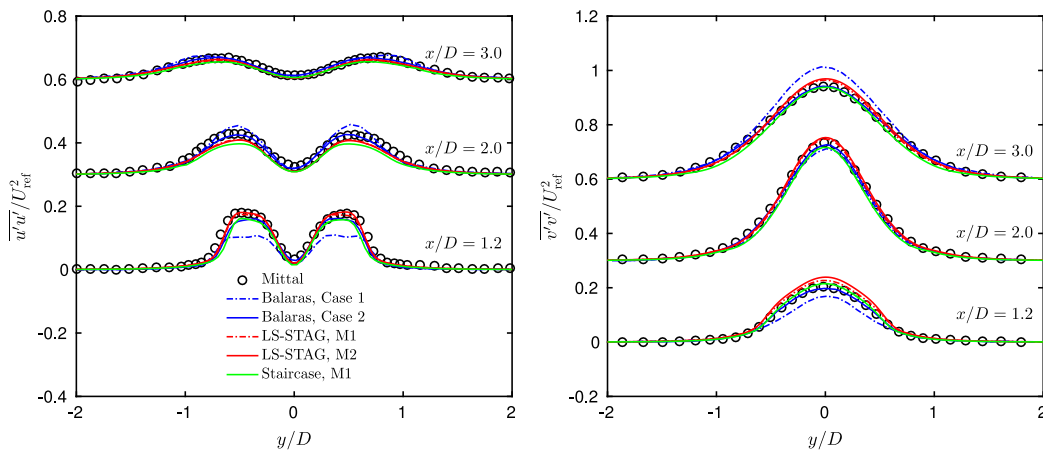 0.8
0.6
0.4
0.2
0
-0.2
-0.4
-2
-1
0
1
2
y/D
u'u'/U²ref
x/D = 3.0
x/D = 2.0
x/D = 1.2
Mittal
Balaras, Case 1
Balaras, Case 2
LS-STAG, M1
LS-STAG, M2
Staircase, M1
1.2
1
0.8
0.6
0.4
0.2
0
-0.2
-2
-1
0
1
2
y/D
v'v'/U²ref
x/D = 3.0
x/D = 2.0
x/D = 1.2